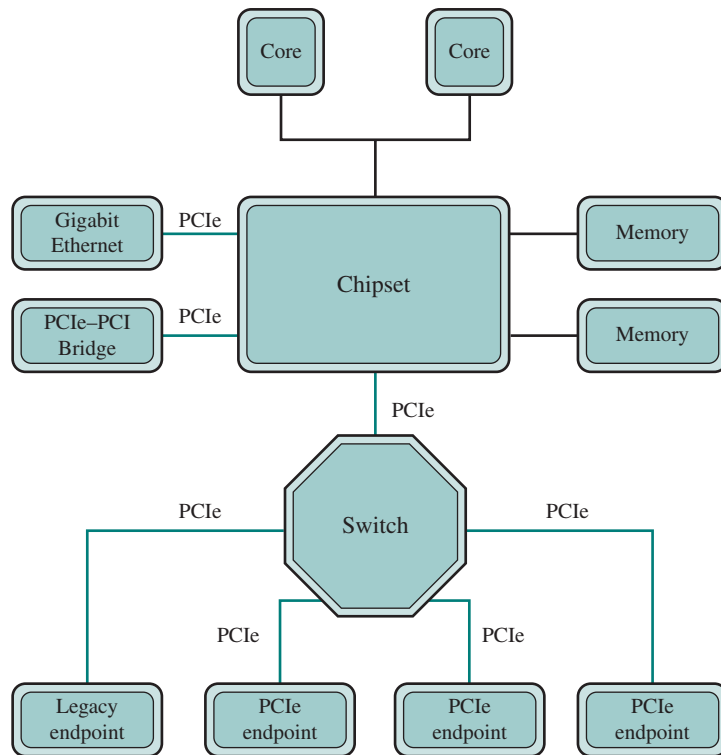 Core
Core
Gigabit
Ethernet
PCIe
Memory
Chipset
PCIe–PCI
Bridge
PCIe
Memory
PCIe
PCIe
Switch
PCIe
PCIe
PCIe
Legacy
endpoint
PCIe
endpoint
PCIe
endpoint
PCIe
endpoint